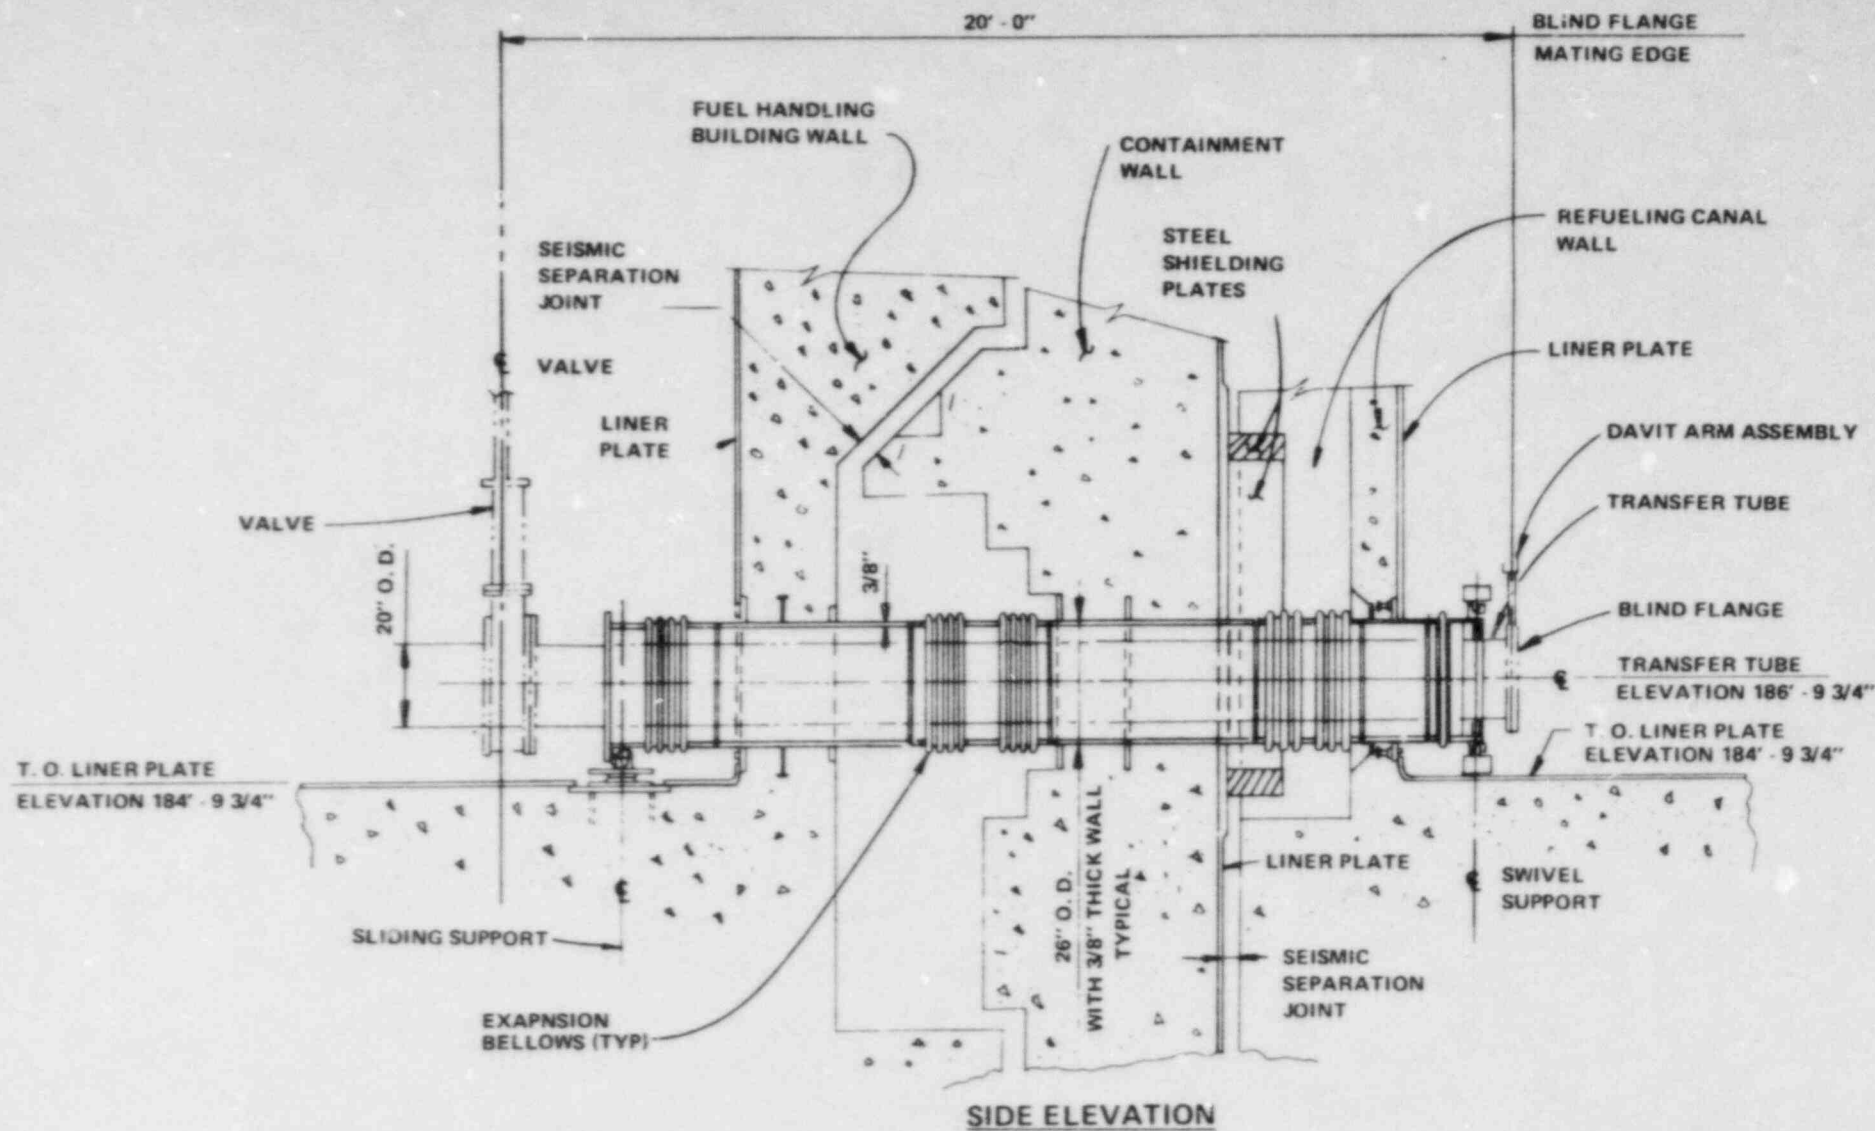 20' - 0"
BLIND FLANGE
MATING EDGE
FUEL HANDLING
BUILDING WALL
CONTAINMENT
WALL
REFUELING CANAL
WALL
STEEL
SHIELDING
PLATES
SEISMIC
SEPARATION
JOINT
℄ VALVE
LINER PLATE
LINER
PLATE
DAVIT ARM ASSEMBLY
TRANSFER TUBE
VALVE
20" O. D.
3/8"
BLIND FLANGE
℄ TRANSFER TUBE
ELEVATION 186' - 9 3/4"
T. O. LINER PLATE
ELEVATION 184' - 9 3/4"
T. O. LINER PLATE
ELEVATION 184' - 9 3/4"
LINER PLATE
℄ SWIVEL
SUPPORT
℄
SLIDING SUPPORT
26" O. D.
WITH 3/8" THICK WALL
TYPICAL
SEISMIC
SEPARATION
JOINT
EXAPNSION
BELLOWS (TYP)
SIDE ELEVATION